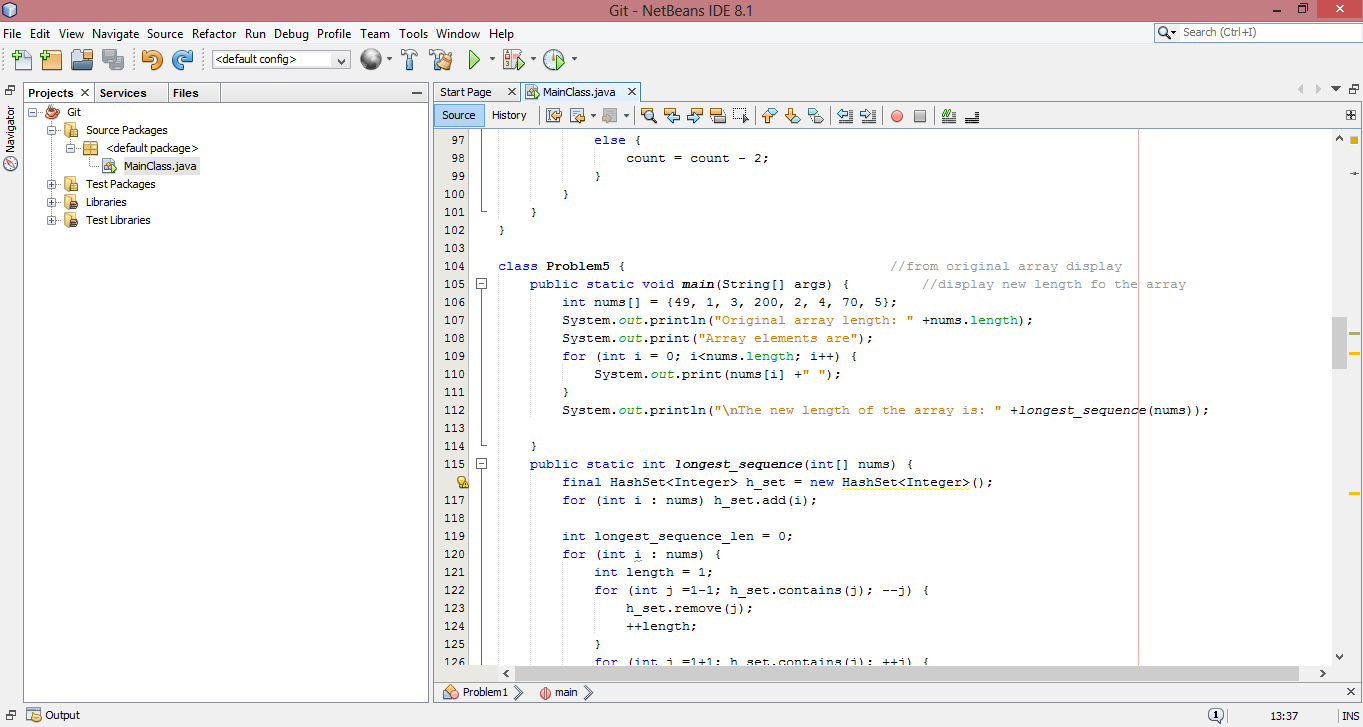 Git - NetBeans IDE 8.1
File Edit View Navigate Source Refactor Run Debug Profile Team Tools Window Help
Search (Ctrl+I)
<default config>
Projects Services Files
Navigator
Git
Source Packages
<default package>
MainClass.java
Test Packages
Libraries
Test Libraries
Start Page MainClass.java
Source History
97 else {
98 count = count - 2;
99 }
100 }
101 }
102 }
103
104 class Problem5 { //from original array display
105 public static void main(String[] args) { //display new length fo the array
106 int nums[] = {49, 1, 3, 200, 2, 4, 70, 5};
107 System.out.println("Original array length: " +nums.length);
108 System.out.print("Array elements are");
109 for (int i = 0; i<nums.length; i++) {
110 System.out.print(nums[i] +" ");
111 }
112 System.out.println("\nThe new length of the array is: " +longest_sequence(nums));
113
114 }
115 public static int longest_sequence(int[] nums) {
final HashSet<Integer> h_set = new HashSet<Integer>();
117 for (int i : nums) h_set.add(i);
118
119 int longest_sequence_len = 0;
120 for (int i : nums) {
121 int length = 1;
122 for (int j =1-1; h_set.contains(j); --j) {
123 h_set.remove(j);
124 ++length;
125 }
126 for (int j =1+1; h_set.contains(j); ++j) {
Problem1 main
Output
1 13:37 INS